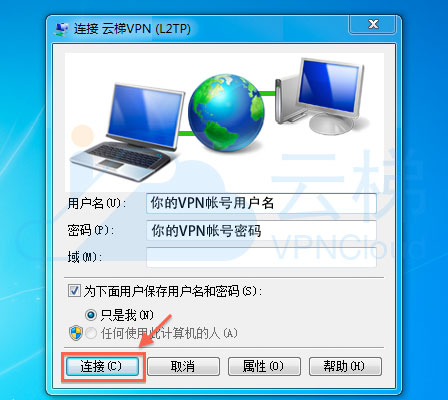 连接 云梯VPN (L2TP)
用户名(U): 你的VPN帐号用户名
密码(P): 你的VPN帐号密码
域(M):
云梯
VPNCloud
为下面用户保存用户名和密码(S):
只是我(N)
任何使用此计算机的人(A)
连接(C) 取消 属性(O) 帮助(H)